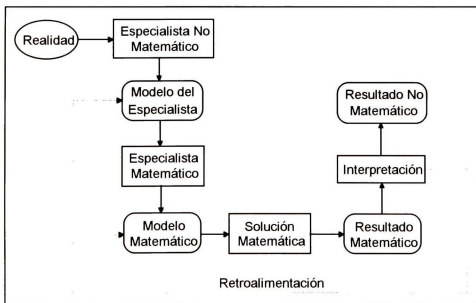 Realidad
Especialista No
Matemático
Modelo del
Especialista
Especialista
Matemático
Modelo
Matemático
Solución
Matemática
Resultado
Matemático
Interpretación
Resultado No
Matemático
Retroalimentación